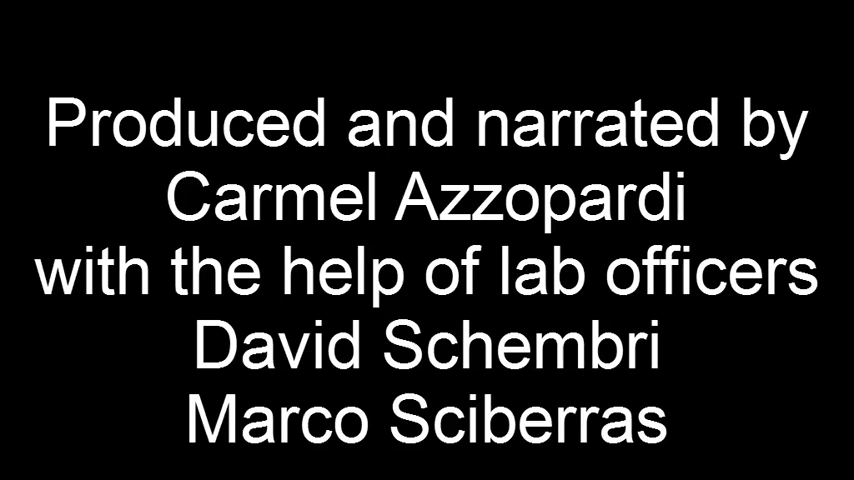 Produced and narrated by
Carmel Azzopardi
with the help of lab officers
David Schembri
Marco Sciberras